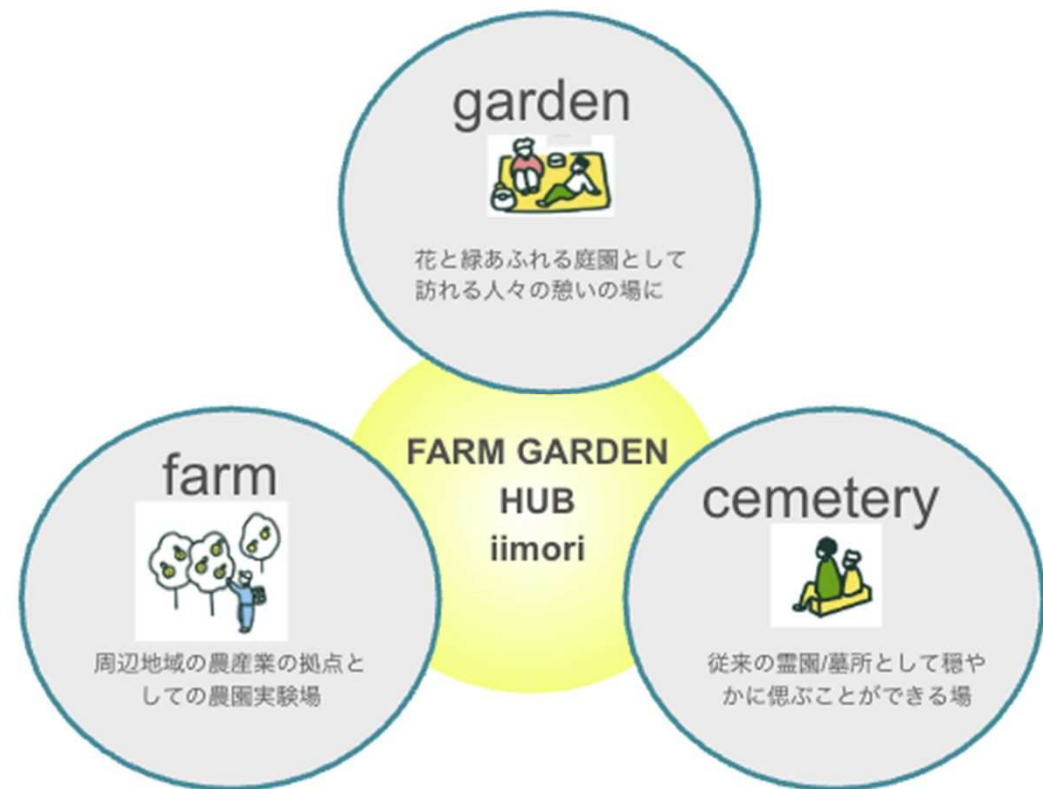 garden
花と緑あふれる庭園として
訪れる人々の憩いの場に
FARM GARDEN
HUB
iimori
farm
周辺地域の農産業の拠点と
しての農園実験場
cemetery
従来の霊園/墓所として穏や
かに偲ぶことができる場